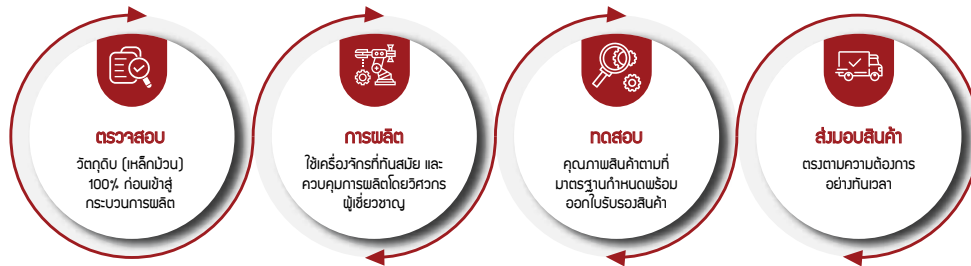 ตรวจสอบ
วัตถุดิบ (เหล็กม้วน)
100% ก่อนเข้าสู่
กระบวนการผลิต
การผลิต
ใช้เครื่องจักรที่ทันสมัย และ
ควบคุมการผลิตโดยวิศวกร
ผู้เชี่ยวชาญ
ทดสอบ
คุณภาพสินค้าตามที่
มาตรฐานกำหนดพร้อม
ออกใบรับรองสินค้า
ส่งมอบสินค้า
ตรงตามความต้องการ
อย่างทันเวลา